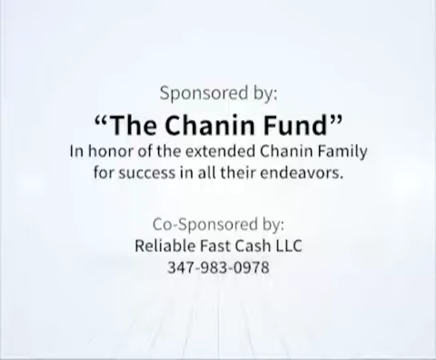 Sponsored by:
“The Chanin Fund”
In honor of the extended Chanin Family
for success in all their endeavors.
Co-Sponsored by:
Reliable Fast Cash LLC
347-983-0978